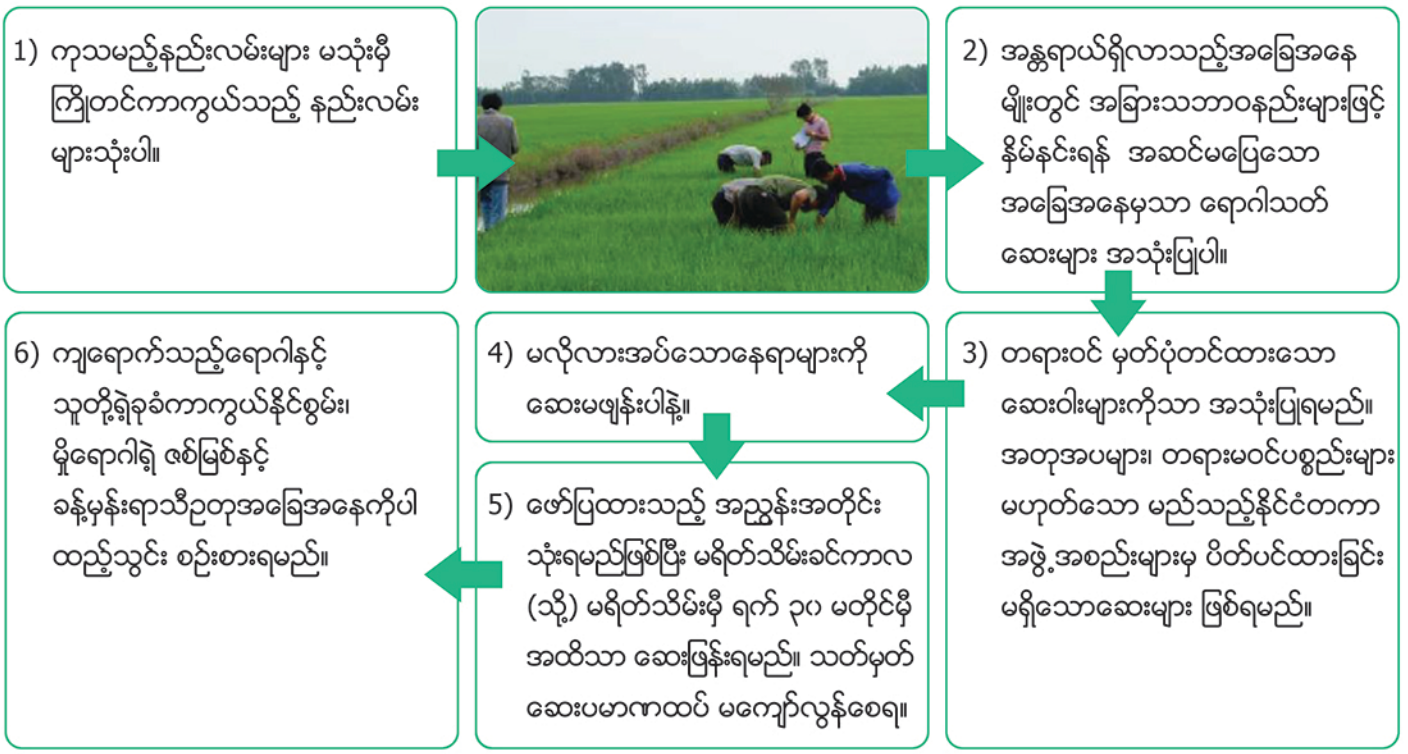 1) ကုသမည့်နည်းလမ်းများ မသုံးမှီ
ကြိုတင်ကာကွယ်သည့် နည်းလမ်း
များသုံးပါ။
2) အန္တရာယ်ရှိလာသည့်အခြေအနေ
မျိုးတွင် အခြားသဘာဝနည်းများဖြင့်
နှိမ်နင်းရန် အဆင်မပြေသော
အခြေအနေမှသာ ရောဂါသတ်
ဆေးများ အသုံးပြုပါ။
3) တရားဝင် မှတ်ပုံတင်ထားသော
ဆေးဝါးများကိုသာ အသုံးပြုရမည်။
အတုအပများ၊ တရားမဝင်ပစ္စည်းများ
မဟုတ်သော မည်သည့်နိုင်ငံတကာ
အဖွဲ့အစည်းများမှ ပိတ်ပင်ထားခြင်း
မရှိသောဆေးများ ဖြစ်ရမည်။
4) မလိုလားအပ်သောနေရာများကို
ဆေးမဖျန်းပါနဲ့။
5) ဖော်ပြထားသည့် အညွှန်းအတိုင်း
သုံးရမည်ဖြစ်ပြီး မရိတ်သိမ်းခင်ကာလ
(သို့) မရိတ်သိမ်းမှီ ရက် ၃၀ မတိုင်မှီ
အထိသာ ဆေးဖြန်းရမည်။ သတ်မှတ်
ဆေးပမာဏထပ် မကျော်လွန်စေရ။
6) ကျရောက်သည့်ရောဂါနှင့်
သူတို့ရဲ့ခုခံကာကွယ်နိုင်စွမ်း၊
မှိုရောဂါရဲ့ ဇစ်မြစ်နှင့်
ခန့်မှန်းရာသီဥတုအခြေအနေကိုပါ
ထည့်သွင်း စဉ်းစားရမည်။